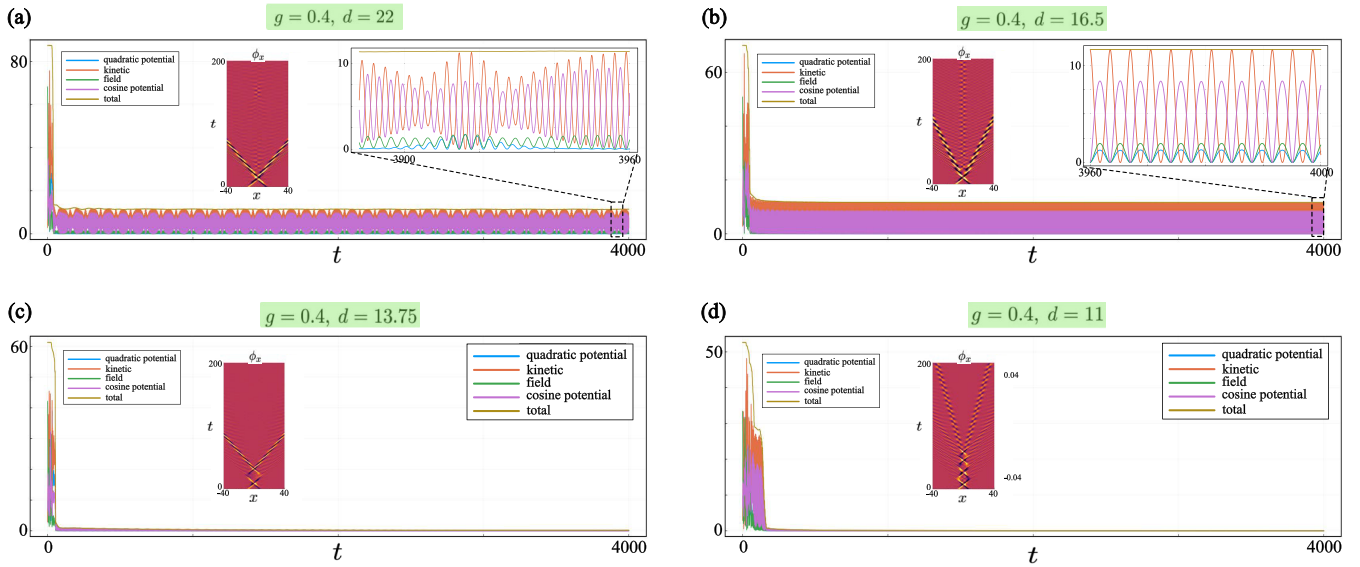 (a)
g = 0.4, d = 22
80
0
quadratic potential
kinetic
field
cosine potential
total
ϕₓ
200
t
0
−40
x
40
10
5
0
3900
3960
0
t
4000
(b)
g = 0.4, d = 16.5
60
0
quadratic potential
kinetic
field
cosine potential
total
ϕₓ
200
t
0
−40
x
40
10
0
3960
4000
0
t
4000
(c)
g = 0.4, d = 13.75
60
0
quadratic potential
kinetic
field
cosine potential
total
ϕₓ
200
t
0
−40
x
40
quadratic potential
kinetic
field
cosine potential
total
0
t
4000
(d)
g = 0.4, d = 11
50
0
quadratic potential
kinetic
field
cosine potential
total
ϕₓ
200
t
0
−40
x
40
0.04
-0.04
quadratic potential
kinetic
field
cosine potential
total
0
t
4000